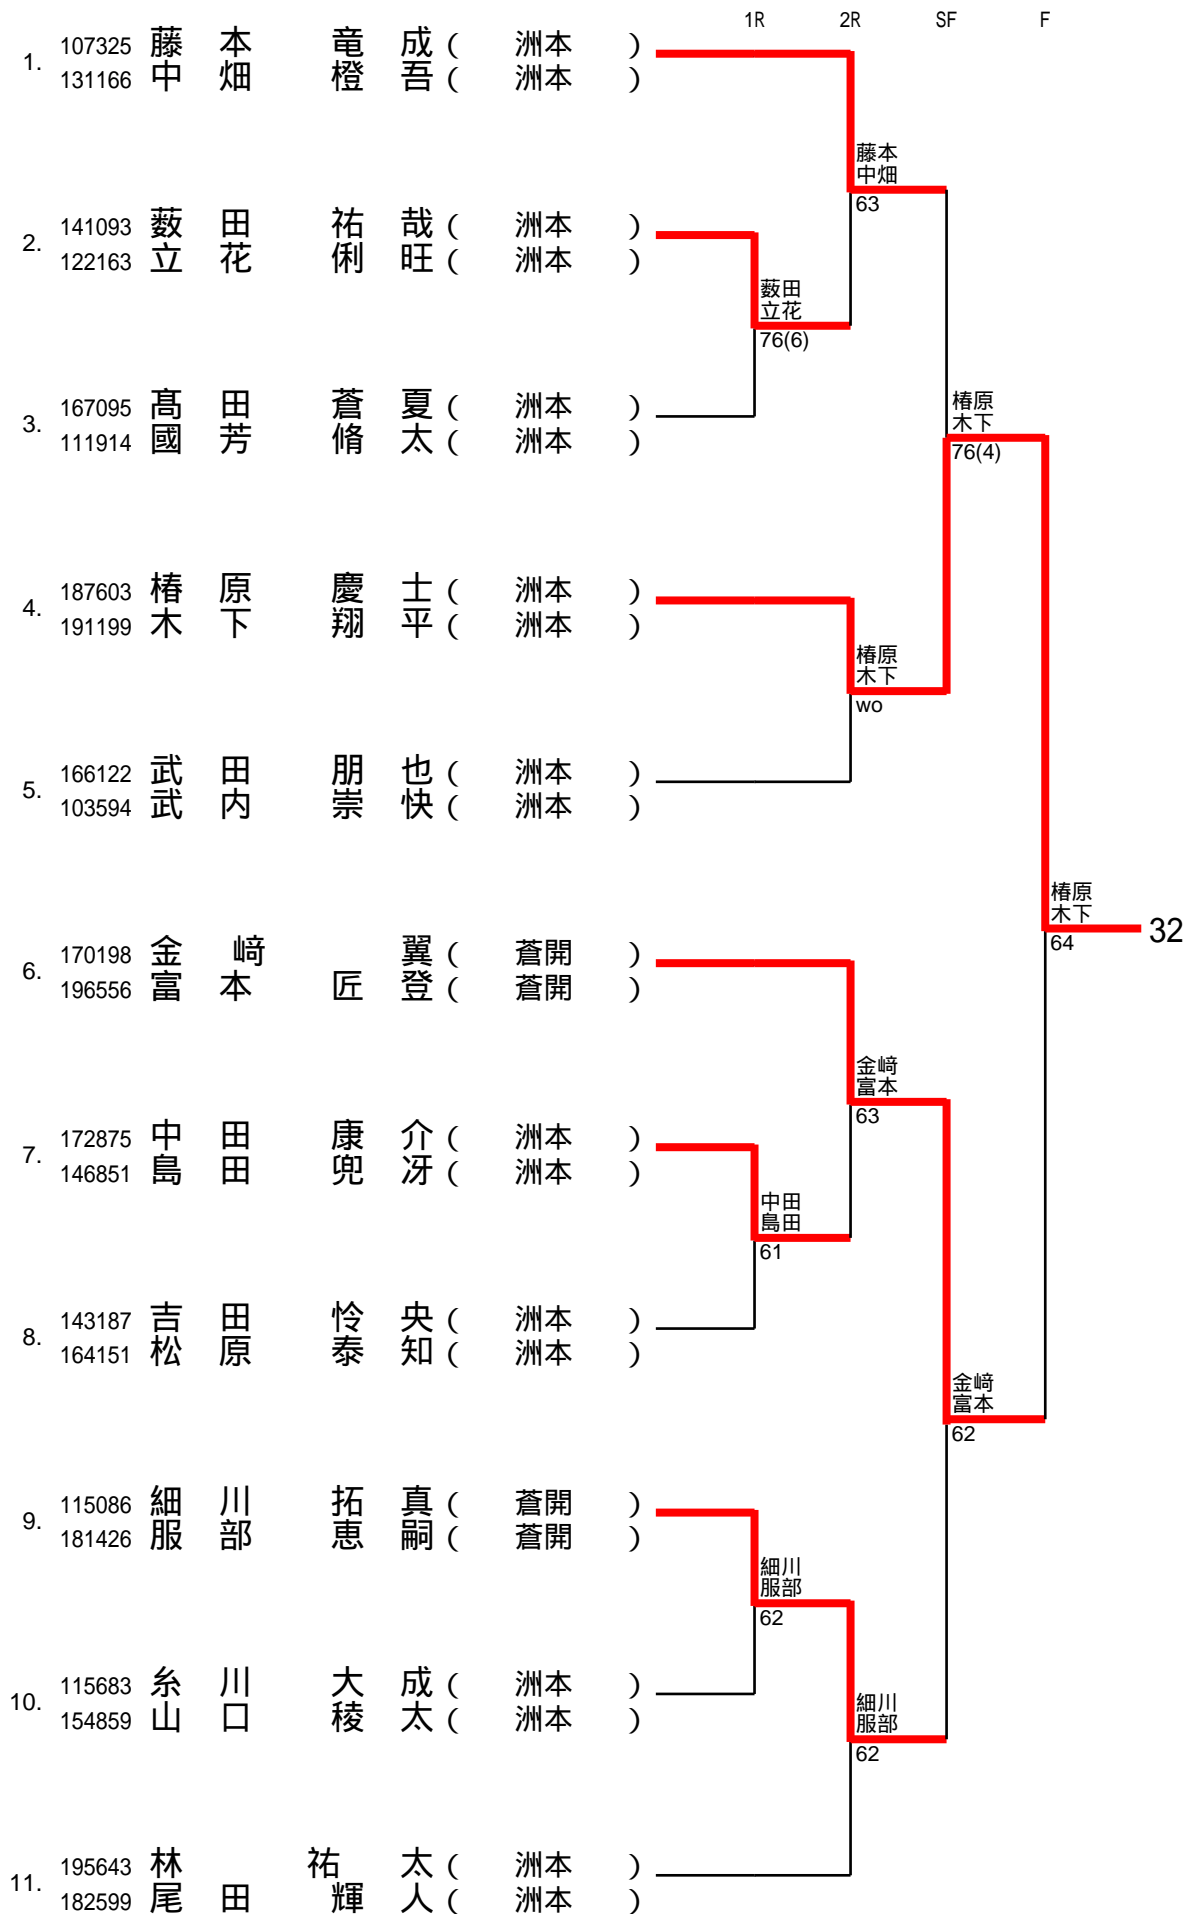 1R 2R SF F
1. 107325 藤本 竜成 ( 洲本 )
131166 中畑 橙吾 ( 洲本 )
藤本
中畑
63
2. 141093 薮田 祐哉 ( 洲本 )
122163 立花 俐旺 ( 洲本 )
薮田
立花
76(6)
3. 167095 髙田 蒼夏 ( 洲本 )
111914 國芳 脩太 ( 洲本 )
椿原
木下
76(4)
4. 187603 椿原 慶士 ( 洲本 )
191199 木下 翔平 ( 洲本 )
椿原
木下
wo
5. 166122 武田 朋也 ( 洲本 )
103594 武内 崇快 ( 洲本 )
椿原
木下
64
32
6. 170198 金﨑 翼 ( 蒼開 )
196556 富本 匠登 ( 蒼開 )
金﨑
富本
63
7. 172875 中田 康介 ( 洲本 )
146851 島田 兜冴 ( 洲本 )
中田
島田
61
8. 143187 吉田 怜央 ( 洲本 )
164151 松原 泰知 ( 洲本 )
金﨑
富本
62
9. 115086 細川 拓真 ( 蒼開 )
181426 服部 恵嗣 ( 蒼開 )
細川
服部
62
10. 115683 糸川 大成 ( 洲本 )
154859 山口 稜太 ( 洲本 )
細川
服部
62
11. 195643 林 祐太 ( 洲本 )
182599 尾田 輝人 ( 洲本 )